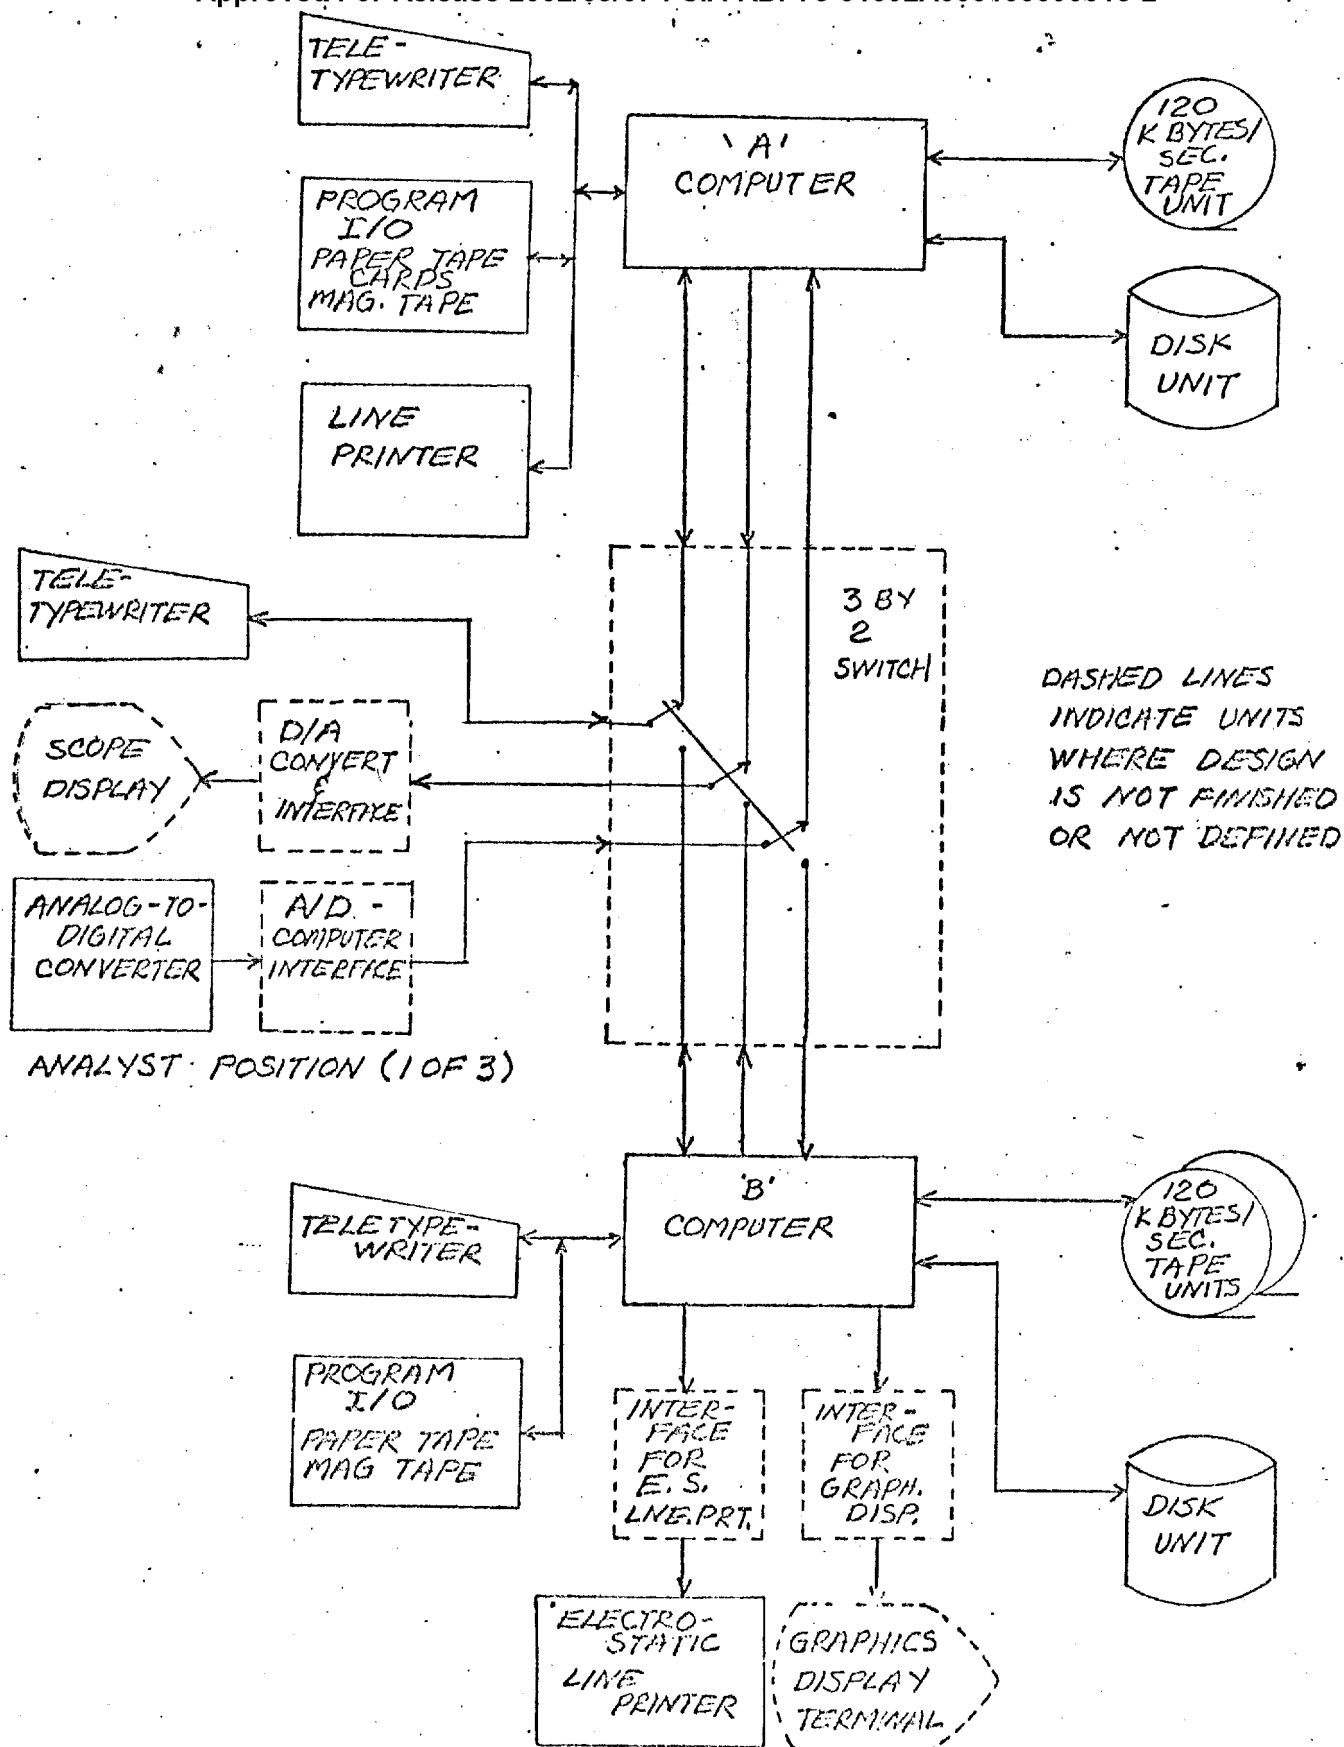 TELE-
TYPEWRITER
PROGRAM
I/O
PAPER TAPE
CARDS
MAG. TAPE
LINE
PRINTER
'A'
COMPUTER
120
K BYTES/
SEC.
TAPE
UNIT
DISK
UNIT
TELE-
TYPEWRITER
SCOPE
DISPLAY
D/A
CONVERT
&
INTERFACE
ANALOG-TO-
DIGITAL
CONVERTER
A/D -
COMPUTER
INTERFACE
ANALYST POSITION (1 OF 3)
3 BY
2
SWITCH
DASHED LINES
INDICATE UNITS
WHERE DESIGN
IS NOT FINISHED
OR NOT DEFINED
TELETYPE-
WRITER
PROGRAM
I/O
PAPER TAPE
MAG TAPE
'B'
COMPUTER
120
K BYTES/
SEC.
TAPE
UNITS
DISK
UNIT
INTER-
FACE
FOR
E. S.
LNE.PRT.
INTER-
FACE
FOR
GRAPH.
DISP.
ELECTRO-
STATIC
LINE
PRINTER
GRAPHICS
DISPLAY
TERMINAL